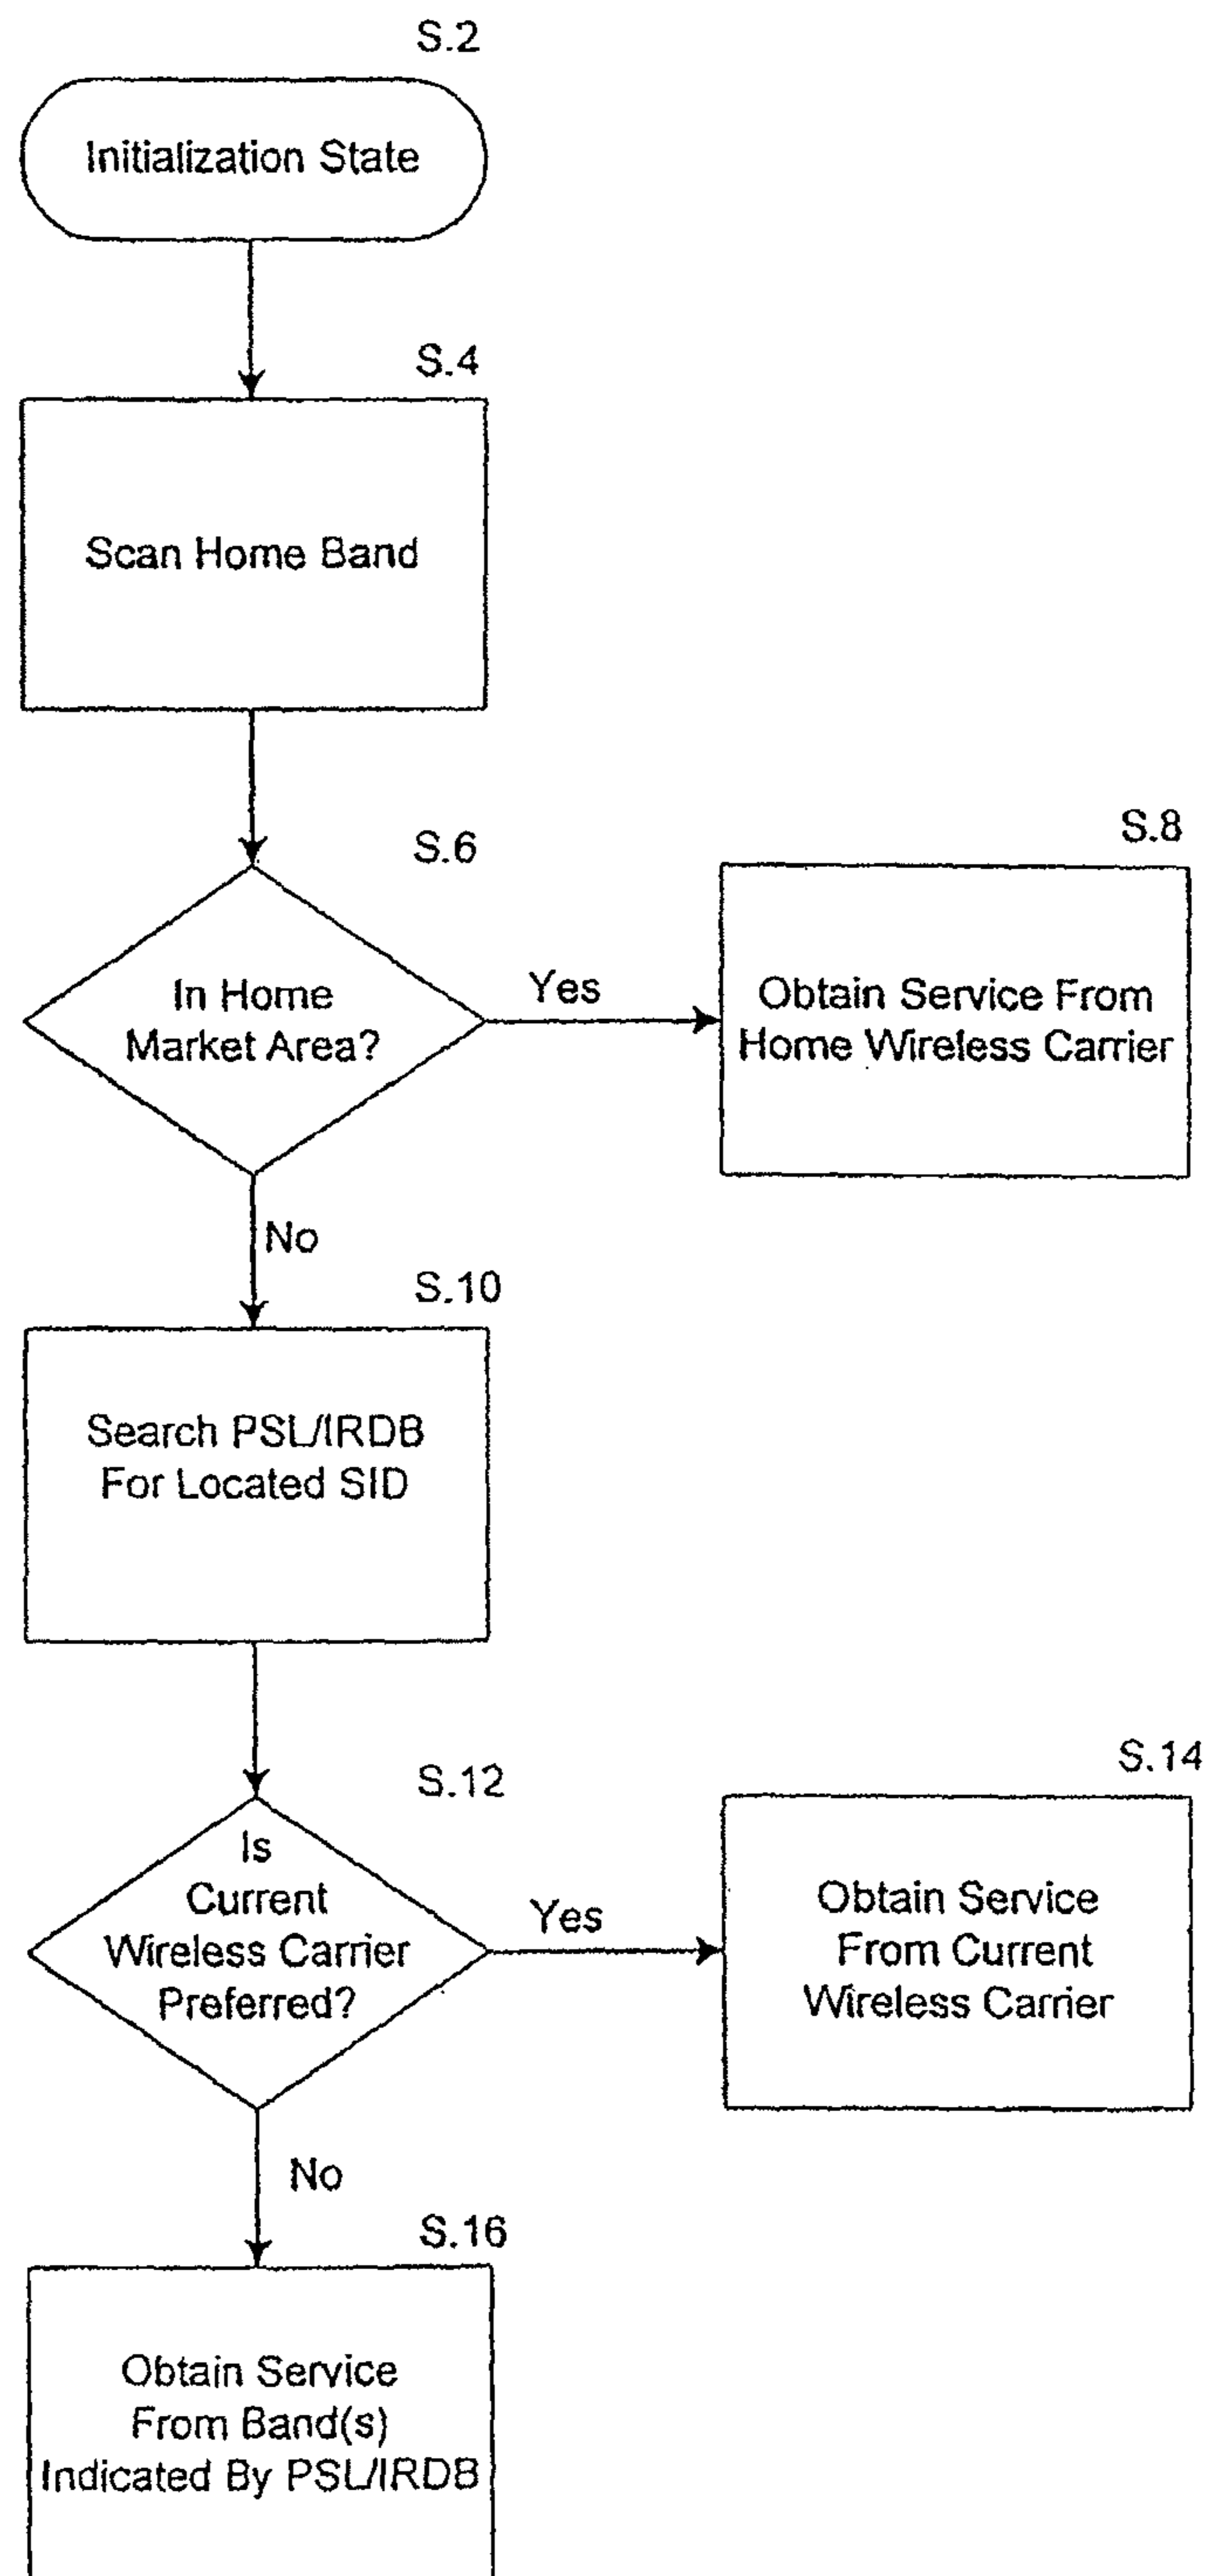 S.2
Initialization State
S.4
Scan Home Band
S.6
In Home
Market Area?
Yes
S.8
Obtain Service From
Home Wireless Carrier
No
S.10
Search PSL/IRDB
For Located SID
S.12
Is
Current
Wireless Carrier
Preferred?
Yes
S.14
Obtain Service
From Current
Wireless Carrier
No
S.16
Obtain Service
From Band(s)
Indicated By PSL/IRDB